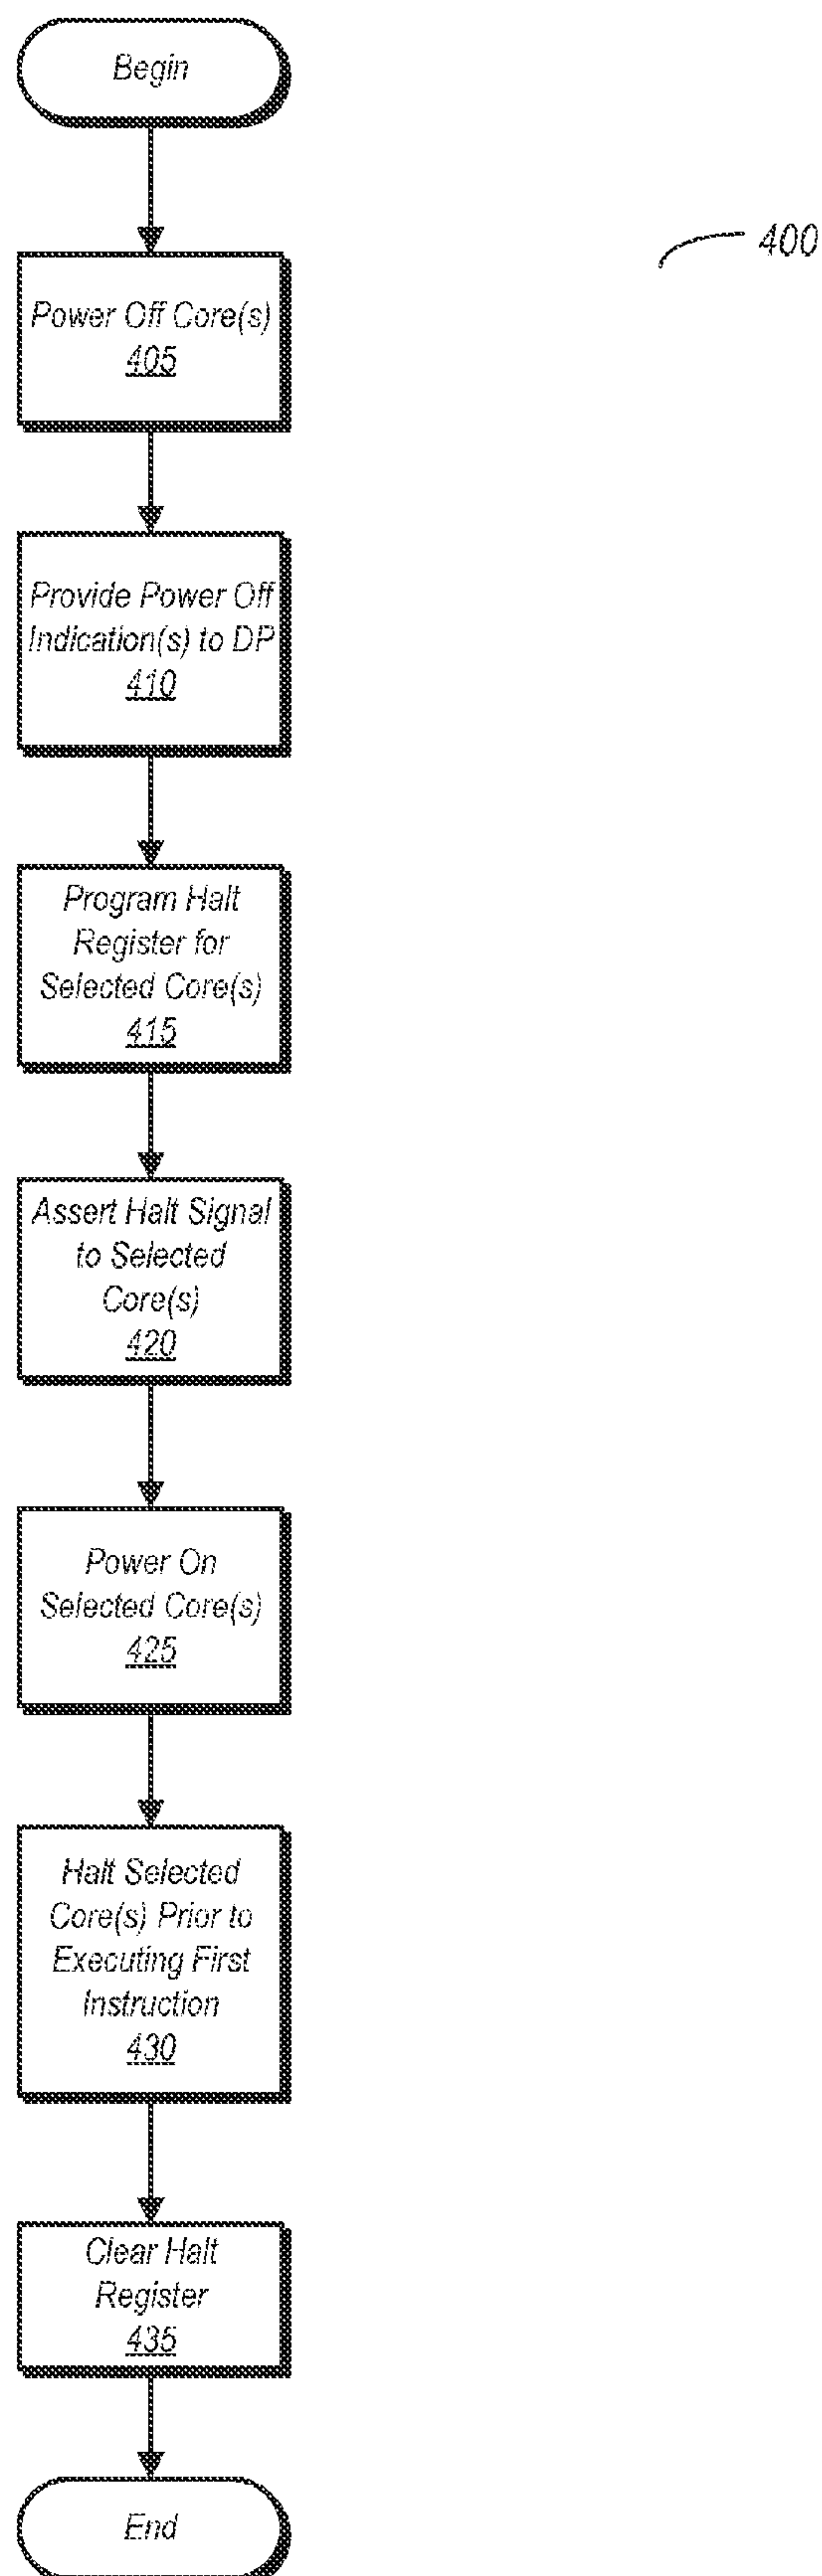 Begin
400
Power Off Core(s)
405
Provide Power Off
Indication(s) to DP
410
Program Halt
Register for
Selected Core(s)
415
Assert Halt Signal
to Selected
Core(s)
420
Power On
Selected Core(s)
425
Halt Selected
Core(s) Prior to
Executing First
Instruction
430
Clear Halt
Register
435
End